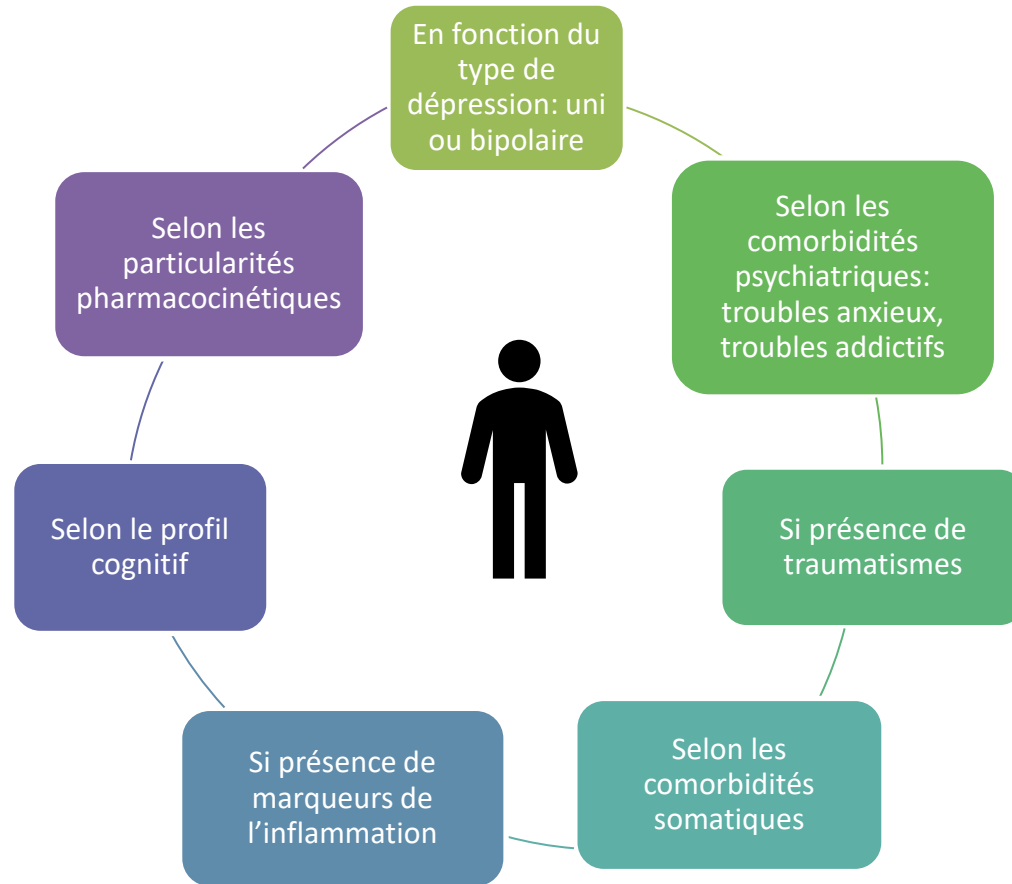 En fonction du
type de
dépression: uni
ou bipolaire
Selon les
comorbidités
psychiatriques:
troubles anxieux,
troubles addictifs
Si présence de
traumatismes
Selon les
comorbidités
somatiques
Si présence de
marqueurs de
l’inflammation
Selon le profil
cognitif
Selon les
particularités
pharmacocinétiques